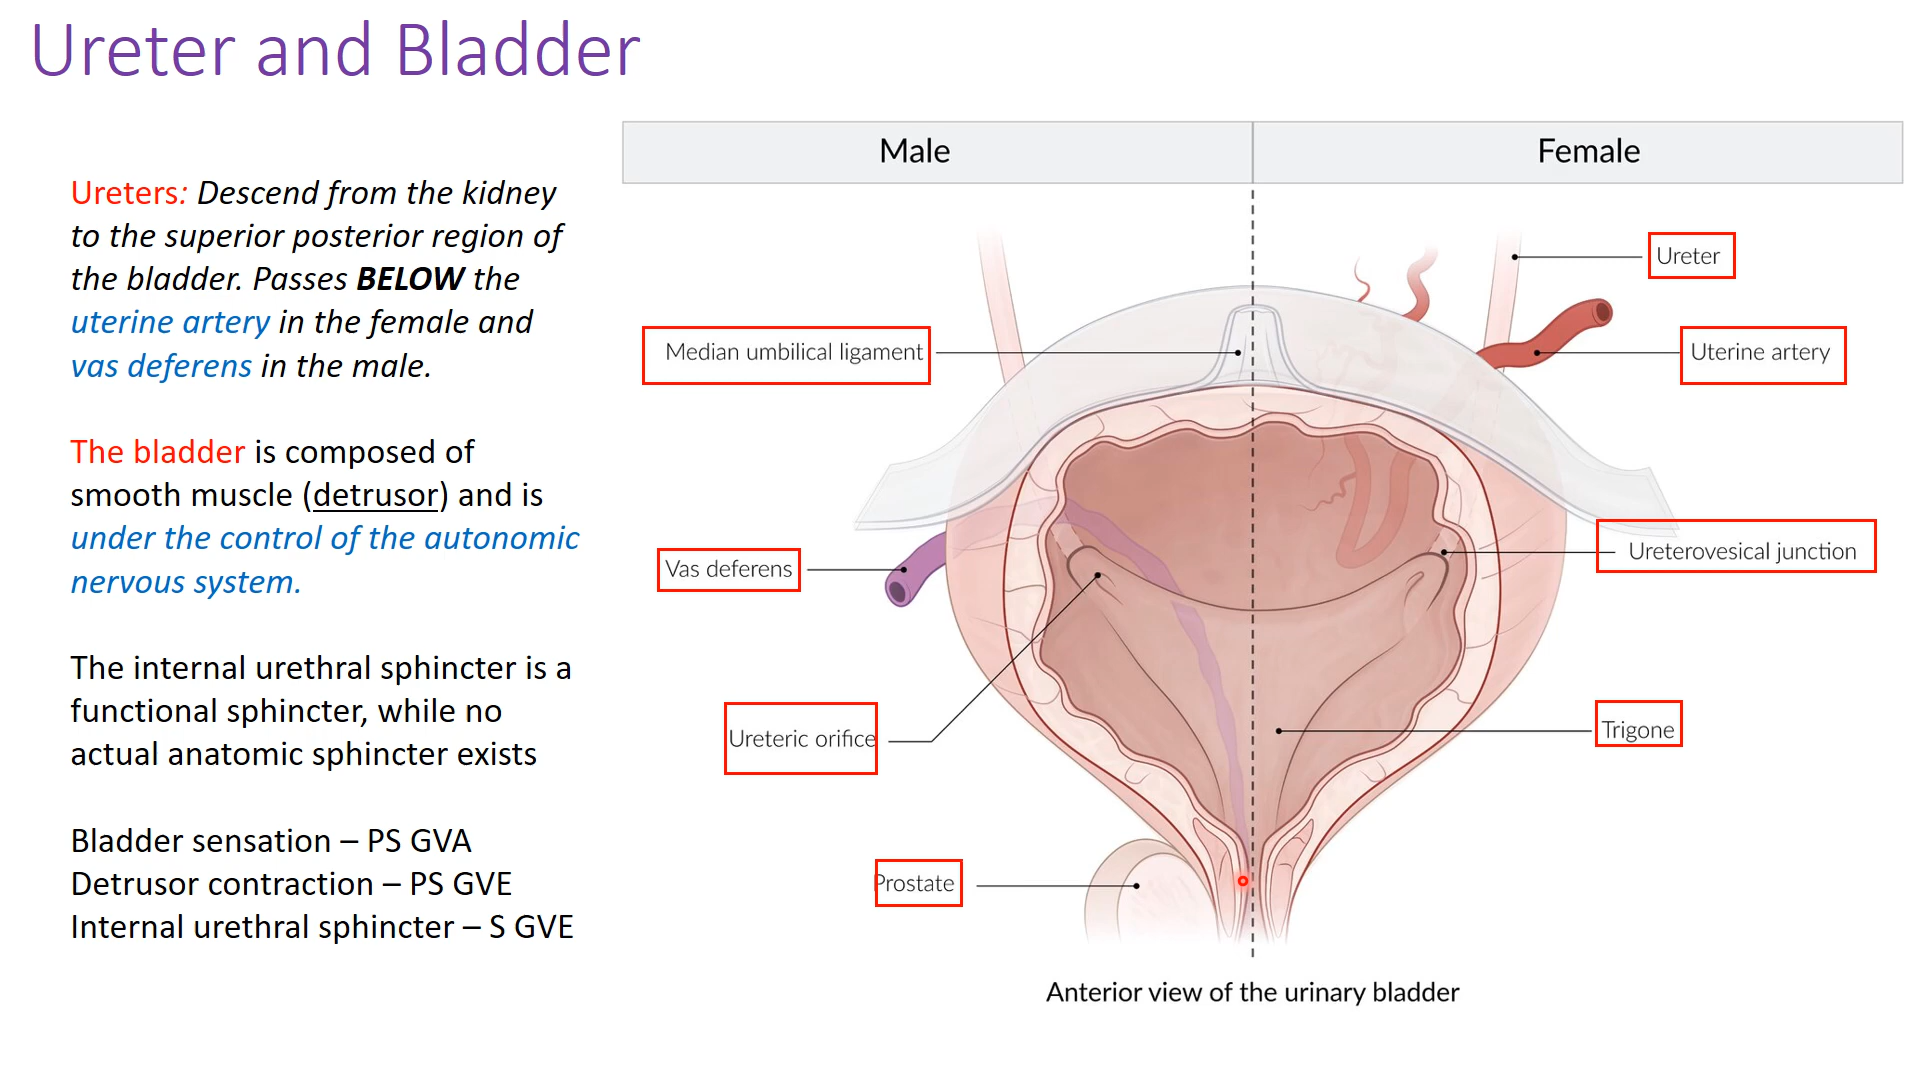 Ureter and Bladder
Male
Female
Ureters: Descend from the kidney
to the superior posterior region of
the bladder. Passes BELOW the
uterine artery in the female and
vas deferens in the male.
The bladder is composed of
smooth muscle (detrusor) and is
under the control of the autonomic
nervous system.
The internal urethral sphincter is a
functional sphincter, while no
actual anatomic sphincter exists
Bladder sensation – PS GVA
Detrusor contraction – PS GVE
Internal urethral sphincter – S GVE
Median umbilical ligament
Vas deferens
Ureteric orifice
Prostate
Ureter
Uterine artery
Ureterovesical junction
Trigone
Anterior view of the urinary bladder